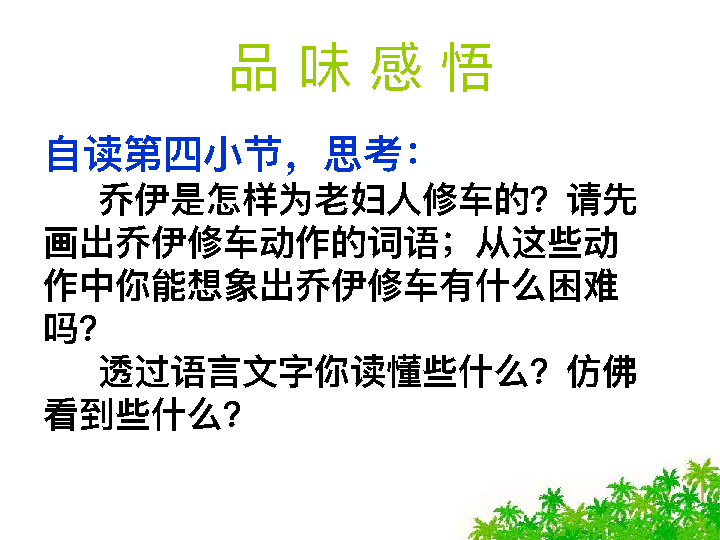 品 味 感 悟
自读第四小节，思考：
乔伊是怎样为老妇人修车的？请先
画出乔伊修车动作的词语；从这些动
作中你能想象出乔伊修车有什么困难
吗？
透过语言文字你读懂些什么？仿佛
看到些什么？